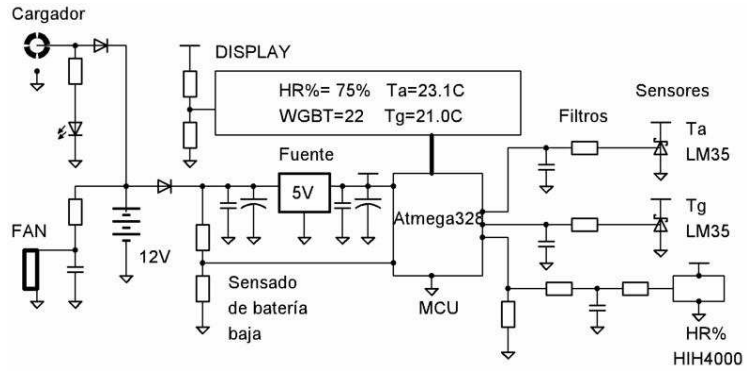 Cargador
DISPLAY
HR%= 75% Ta=23.1C
WGBT=22 Tg=21.0C
Sensores
Filtros
Ta
LM35
Fuente
5V
Atmega328
Tg
LM35
FAN
12V
Sensado
de batería
baja
MCU
HR%
HIH4000